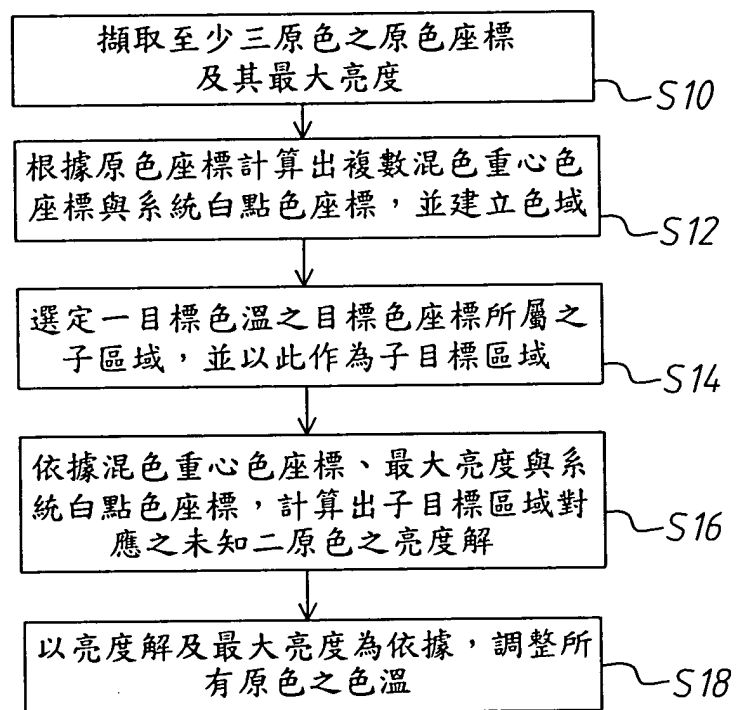 擷取至少三原色之原色座標
及其最大亮度
S10
根據原色座標計算出複數混色重心色
座標與系統白點色座標，並建立色域
S12
選定一目標色溫之目標色座標所屬之
子區域，並以此作為子目標區域
S14
依據混色重心色座標、最大亮度與系
統白點色座標，計算出子目標區域對
應之未知二原色之亮度解
S16
以亮度解及最大亮度為依據，調整所
有原色之色溫
S18